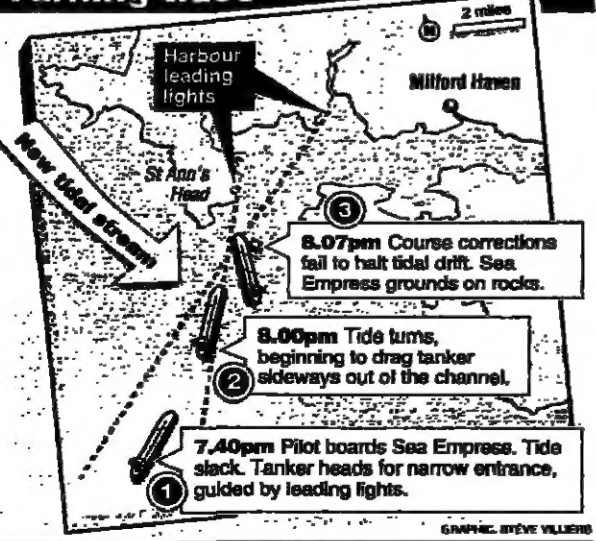 2 miles
N
Harbour
leading
lights
Milford Haven
St Ann's
Head
New tidal stream
3
8.07pm Course corrections
fail to halt tidal drift. Sea
Empress grounds on rocks.
8.00pm Tide turns,
beginning to drag tanker
sideways out of the channel.
2
7.40pm Pilot boards Sea Empress. Tide
slack. Tanker heads for narrow entrance,
guided by leading lights.
1
GRAPHIC: STEVE VILLIERS